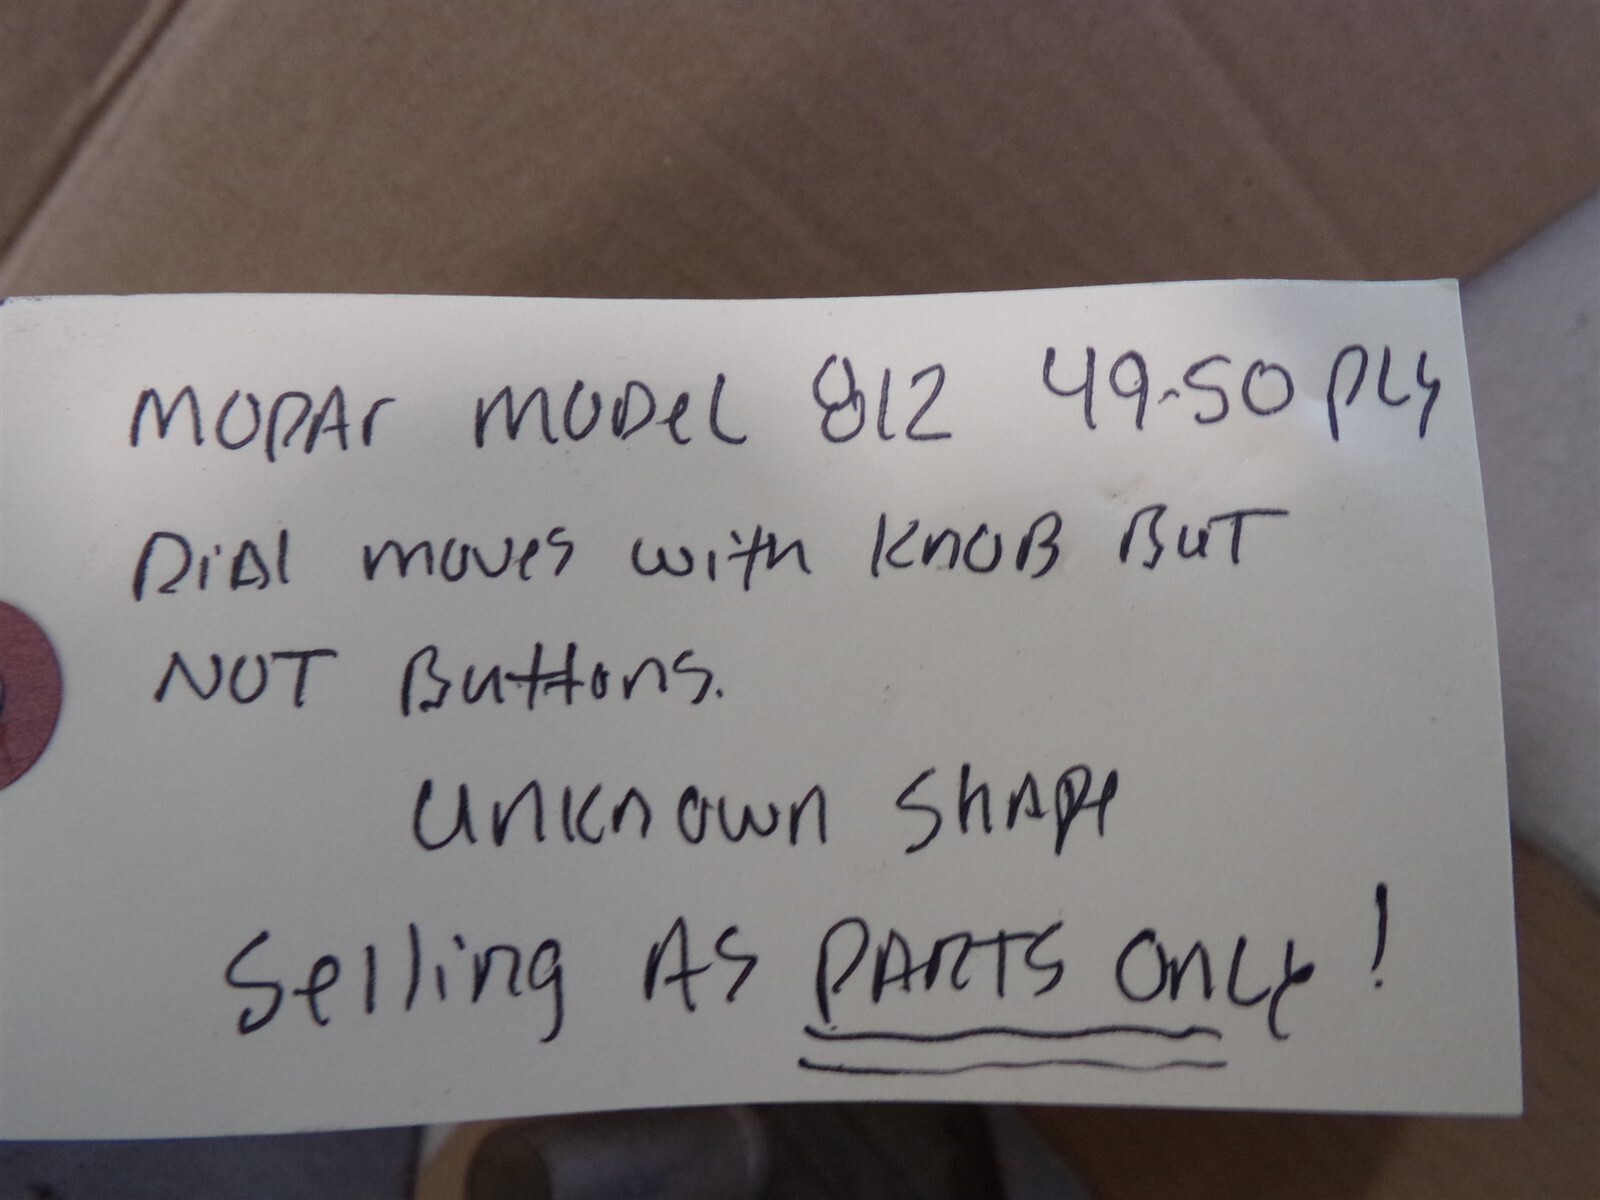 MOPAr MODEL 812 49-50 PLY
DiAl moves with KNOB BUT
NOT Buttons.
UNKNOWN SHAPE
Selling AS PARTS ONLY!